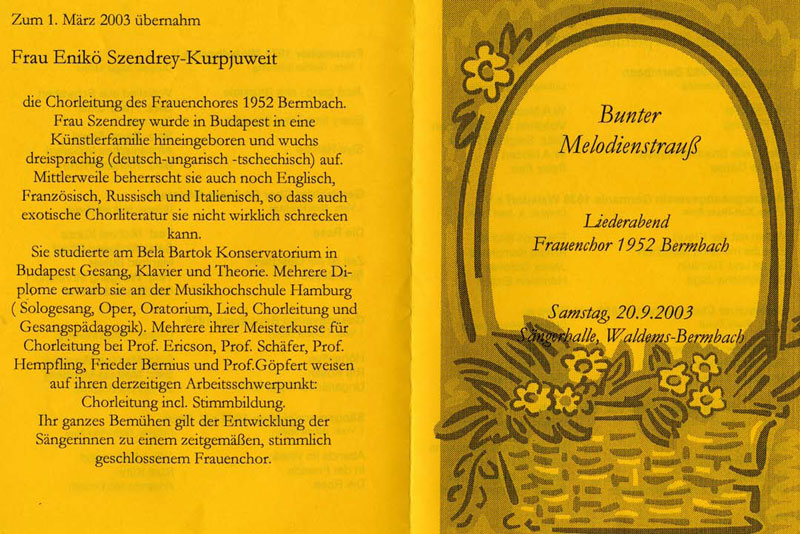 Zum 1. März 2003 übernahm
Frau Enikö Szendrey-Kurpjuweit
die Chorleitung des Frauenchores 1952 Bermbach.
Frau Szendrey wurde in Budapest in eine
Künstlerfamilie hineingeboren und wuchs
dreisprachig (deutsch-ungarisch -tschechisch) auf.
Mittlerweile beherrscht sie auch noch Englisch,
Französisch, Russisch und Italienisch, so dass auch
exotische Chorliteratur sie nicht wirklich schrecken
kann.
Sie studierte am Bela Bartok Konservatorium in
Budapest Gesang, Klavier und Theorie. Mehrere Di-
plome erwarb sie an der Musikhochschule Hamburg
( Sologesang, Oper, Oratorium, Lied, Chorleitung und
Gesangspädagogik). Mehrere ihrer Meisterkurse für
Chorleitung bei Prof. Ericson, Prof. Schäfer, Prof.
Hempfling, Frieder Bernius und Prof.Göpfert weisen
auf ihren derzeitigen Arbeitsschwerpunkt:
Chorleitung incl. Stimmbildung.
Ihr ganzes Bemühen gilt der Entwicklung der
Sängerinnen zu einem zeitgemäßen, stimmlich
geschlossenem Frauenchor.
Bunter
Melodienstrauß
Liederabend
Frauenchor 1952 Bermbach
Samstag, 20.9.2003
Sängerhalle, Waldems-Bermbach